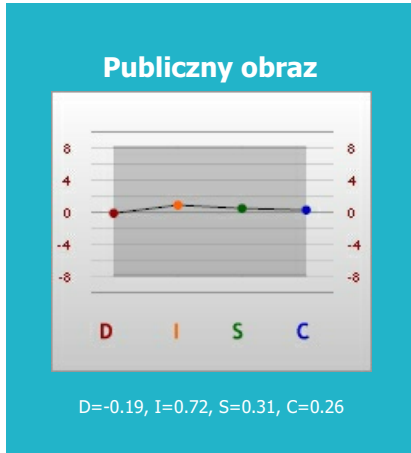 Publiczny obraz
8 8
4 4
0 0
-4 -4
-8 -8
D I S C
D=-0.19, I=0.72, S=0.31, C=0.26